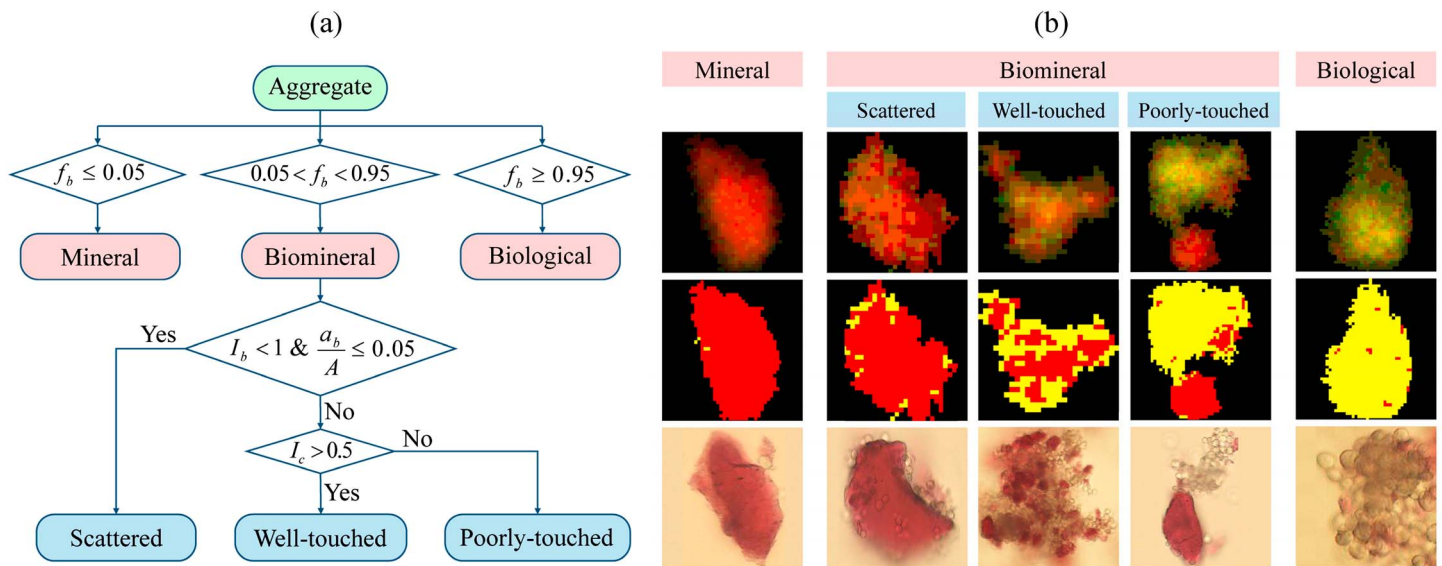 (a)
Aggregate
f_b ≤ 0.05
0.05 < f_b < 0.95
f_b ≥ 0.95
Mineral
Biomineral
Biological
Yes
I_b < 1 & a_b/A ≤ 0.05
No
I_c > 0.5
No
Yes
Scattered
Well-touched
Poorly-touched
(b)
Mineral
Biomineral
Biological
Scattered
Well-touched
Poorly-touched